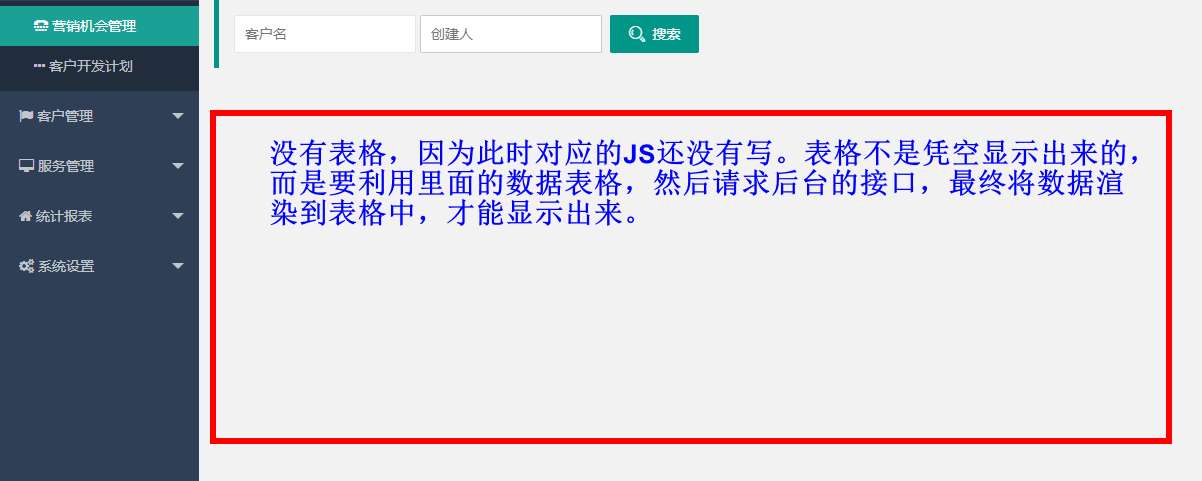 营销机会管理
客户开发计划
客户管理
服务管理
统计报表
系统设置
客户名
创建人
搜索
没有表格，因为此时对应的JS还没有写。表格不是凭空显示出来的，
而是要利用里面的数据表格，然后请求后台的接口，最终将数据渲
染到表格中，才能显示出来。